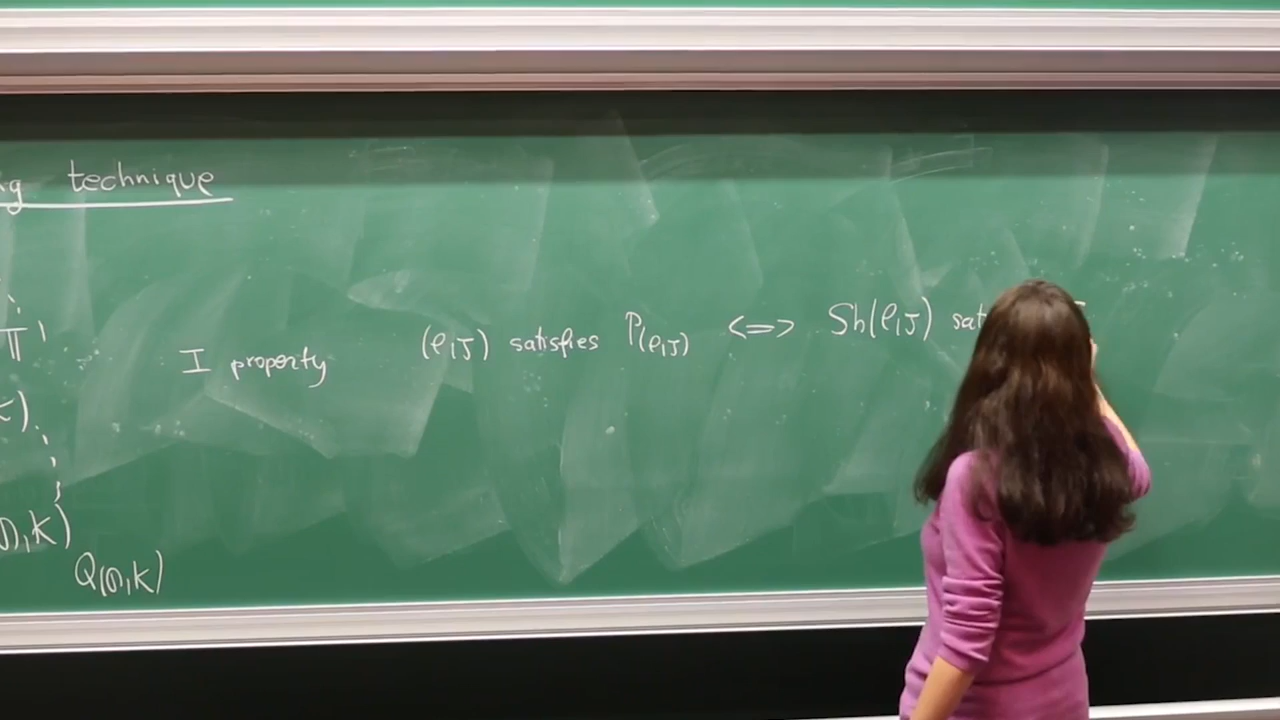 technique
I property (ℓ,J) satisfies P(ℓ,J) <=> Sh(ℓ,J) sat
Π'
Q(𝒟,K)